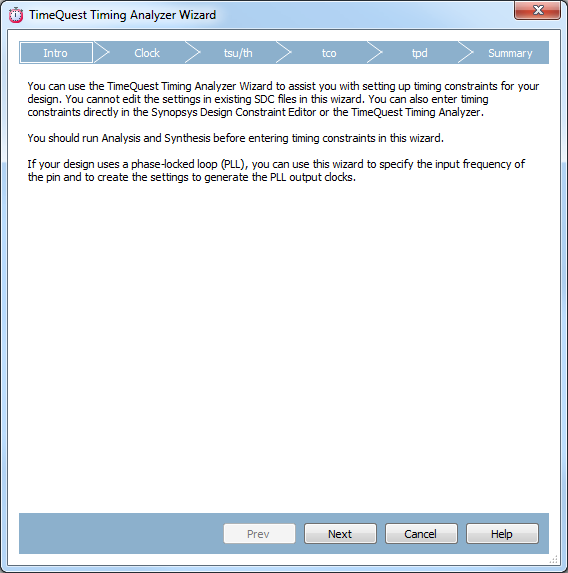 TimeQuest Timing Analyzer Wizard
Intro Clock tsu/th tco tpd Summary
You can use the TimeQuest Timing Analyzer Wizard to assist you with setting up timing constraints for your
design. You cannot edit the settings in existing SDC files in this wizard. You can also enter timing
constraints directly in the Synopsys Design Constraint Editor or the TimeQuest Timing Analyzer.
You should run Analysis and Synthesis before entering timing constraints in this wizard.
If your design uses a phase-locked loop (PLL), you can use this wizard to specify the input frequency of
the pin and to create the settings to generate the PLL output clocks.
Prev Next Cancel Help